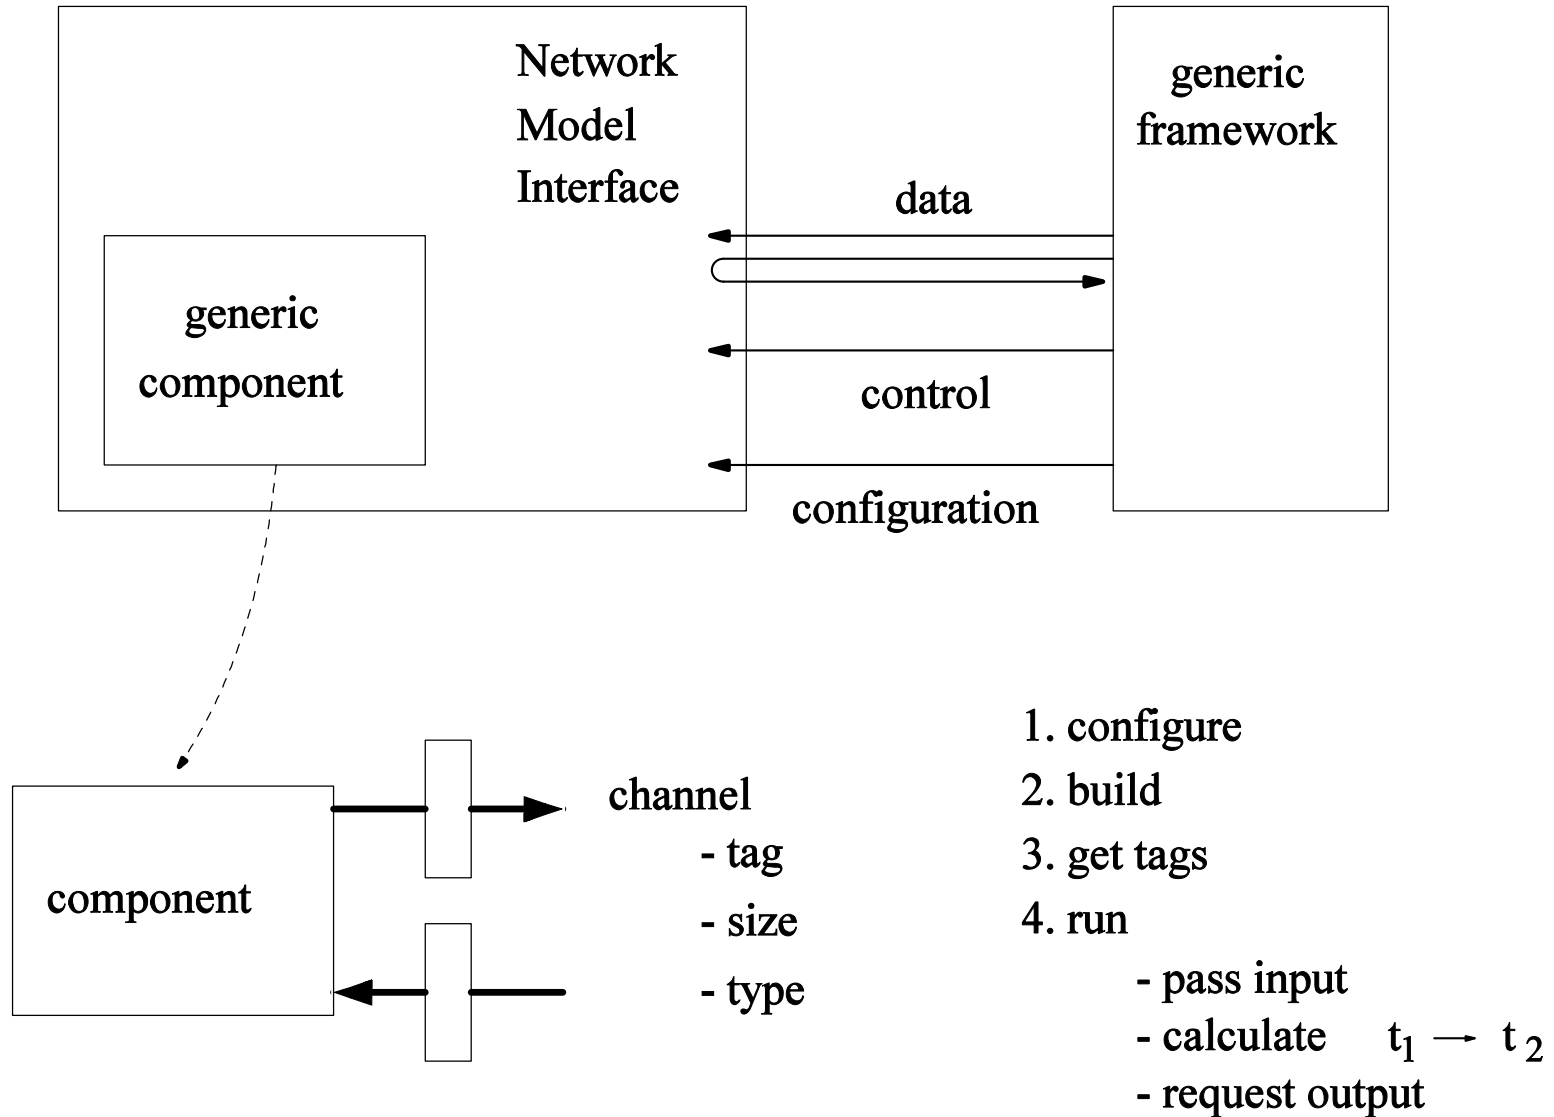 Network
Model
Interface
generic
framework
data
generic
component
control
configuration
component
channel
- tag
- size
- type
1. configure
2. build
3. get tags
4. run
- pass input
- calculate t1 → t2
- request output